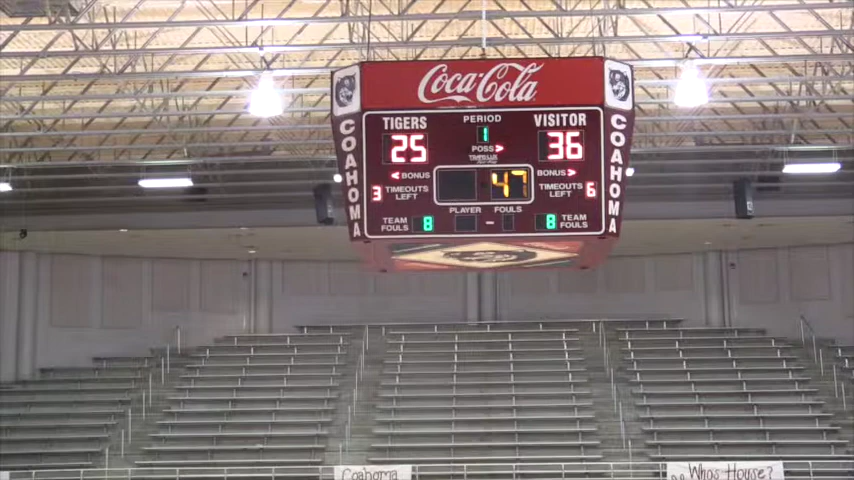 Coca-Cola
TIGERS PERIOD VISITOR
25 1 36
POSS
BONUS BONUS
3 TIMEOUTS LEFT 47 TIMEOUTS LEFT 6
PLAYER FOULS
TEAM FOULS 8 8 TEAM FOULS
COAHOMA
COAHOMA
Coahoma
Who's House?